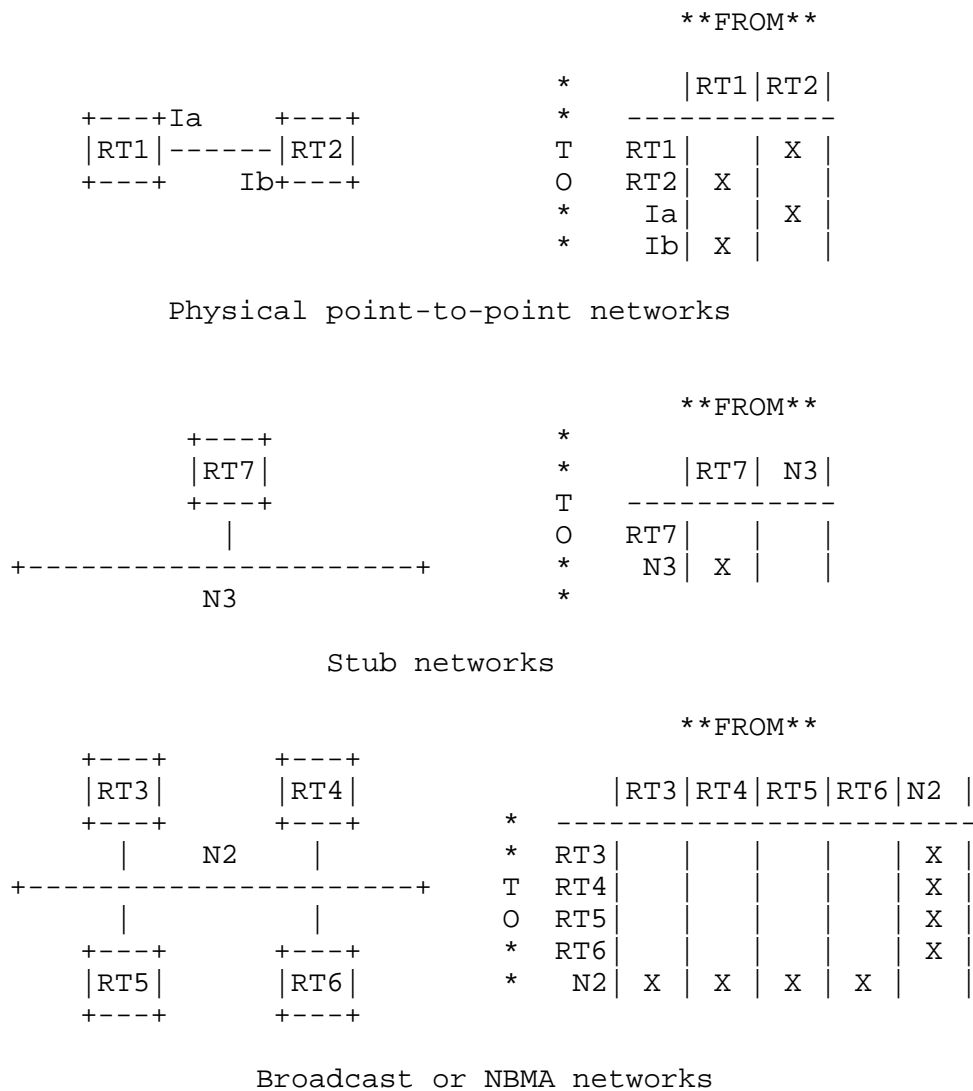 **FROM**

                                       *      |RT1|RT2|
            +---+Ia    +---+           *   ------------
            |RT1|------|RT2|           T   RT1|   | X |
            +---+    Ib+---+           O   RT2| X |   |
                                       *    Ia|   | X |
                                       *    Ib| X |   |

                 Physical point-to-point networks

                                              **FROM**
                  +---+                *
                  |RT7|                *      |RT7| N3|
                  +---+                T   ------------
                    |                  O   RT7|   |   |
        +----------------------+       *    N3| X |   |
                   N3                  *

                          Stub networks

                                              **FROM**
            +---+      +---+
            |RT3|      |RT4|              |RT3|RT4|RT5|RT6|N2 |
            +---+      +---+        *  ------------------------
              |    N2    |          *  RT3|   |   |   |   | X |
        +----------------------+    T  RT4|   |   |   |   | X |
              |          |          O  RT5|   |   |   |   | X |
            +---+      +---+        *  RT6|   |   |   |   | X |
            |RT5|      |RT6|        *   N2| X | X | X | X |   |
            +---+      +---+

                      Broadcast or NBMA networks